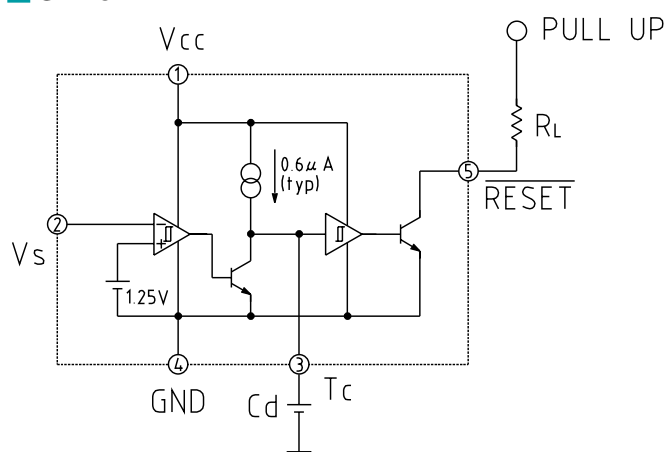 PULL UP
Vcc
1
RL
0.6μA
(typ)
5
RESET
2
Vs
1.25V
4
3
GND
Cd
Tc